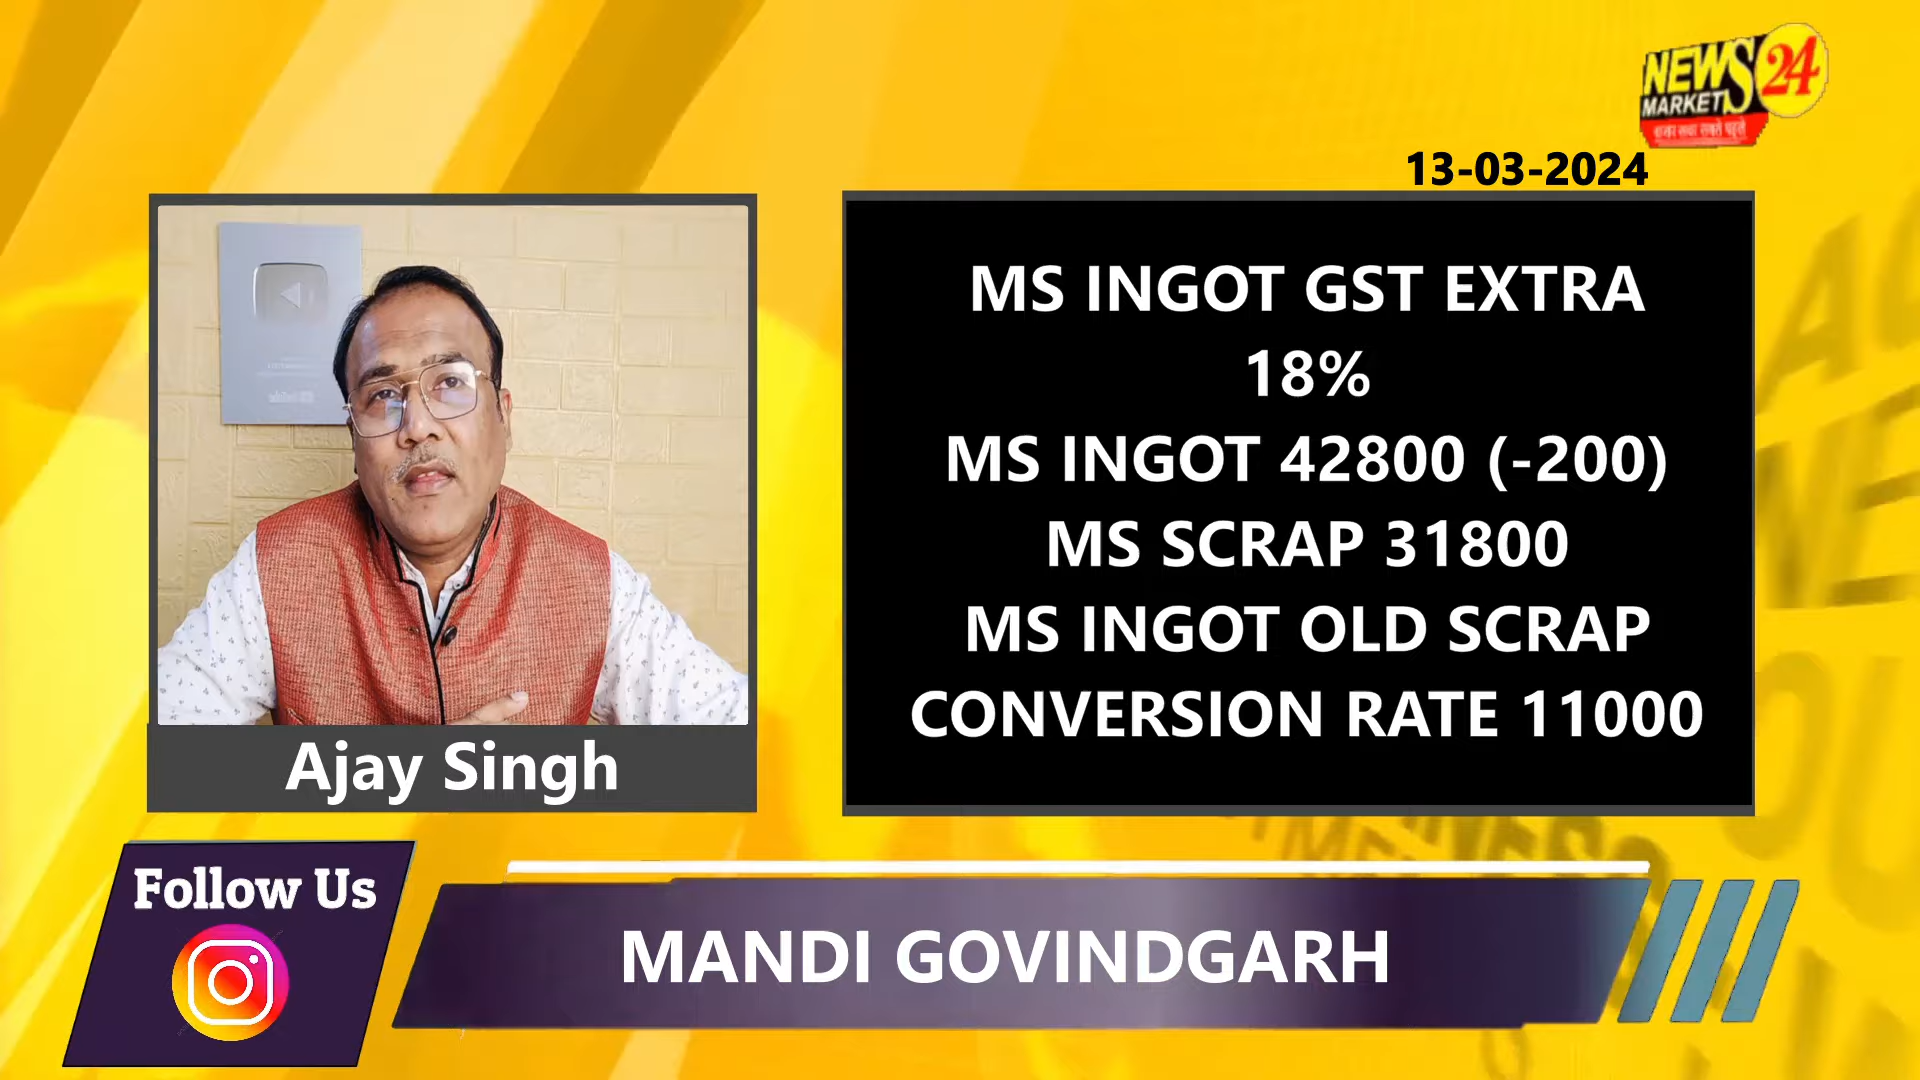 NEWS 24
MARKETS
13-03-2024
MS INGOT GST EXTRA
18%
MS INGOT 42800 (-200)
MS SCRAP 31800
MS INGOT OLD SCRAP
CONVERSION RATE 11000
Ajay Singh
Follow Us
MANDI GOVINDGARH